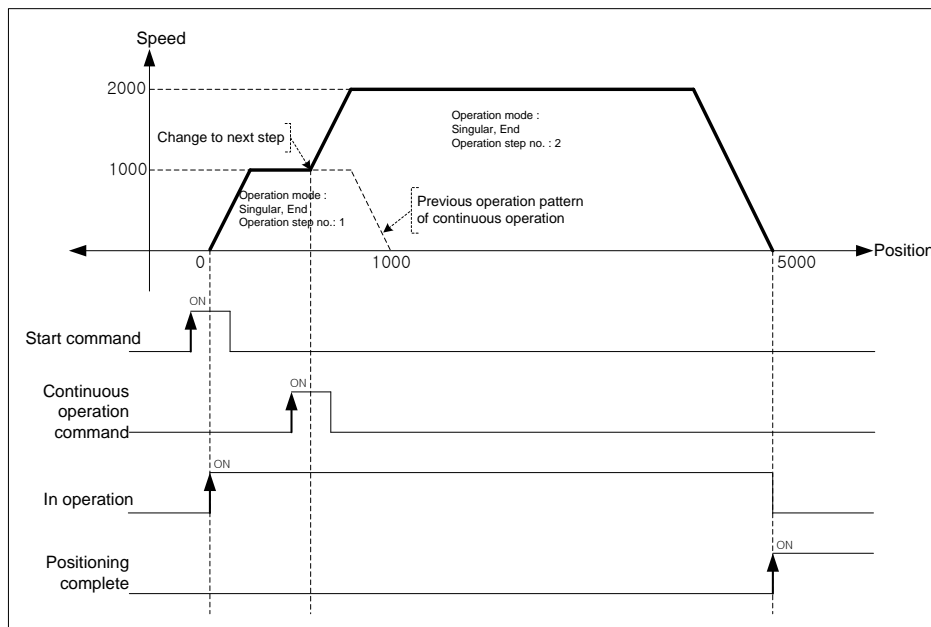 Speed
2000
Operation mode :
Singular, End
Operation step no. : 2
Change to next step
1000
Operation mode :
Singular, End
Operation step no.: 1
Previous operation pattern
of continuous operation
Position
0
1000
5000
ON
Start command
ON
Continuous
operation
command
ON
In operation
ON
Positioning
complete